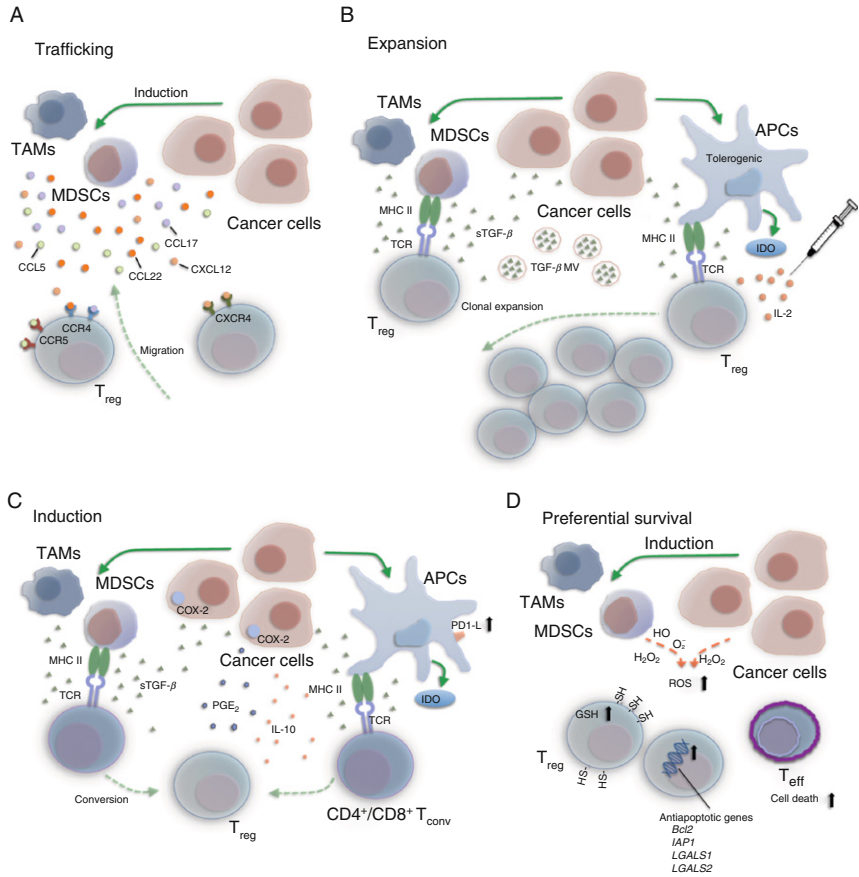 A
Trafficking
Induction
TAMs
MDSCs
Cancer cells
CCL17
CCL5
CCL22
CXCL12
CCR4
CXCR4
CCR5
Migration
Treg
B
Expansion
TAMs
MDSCs
APCs
Tolerogenic
MHC II
Cancer cells
sTGF-β
MHC II
TCR
IDO
TGF-β MV
TCR
Clonal expansion
IL-2
Treg
Treg
C
Induction
TAMs
MDSCs
APCs
COX-2
PD1-L
COX-2
Cancer cells
MHC II
MHC II
sTGF-β
IDO
TCR
PGE2
TCR
IL-10
Conversion
Treg
CD4+/CD8+ Tconv
D
Preferential survival
Induction
TAMs
MDSCs
HO
O2−
H2O2
H2O2
Cancer cells
ROS
-SH
-SH
-SH
GSH
Treg
HS-
HS-
Teff
Cell death
Antiapoptotic genes
Bcl2
IAP1
LGALS1
LGALS2